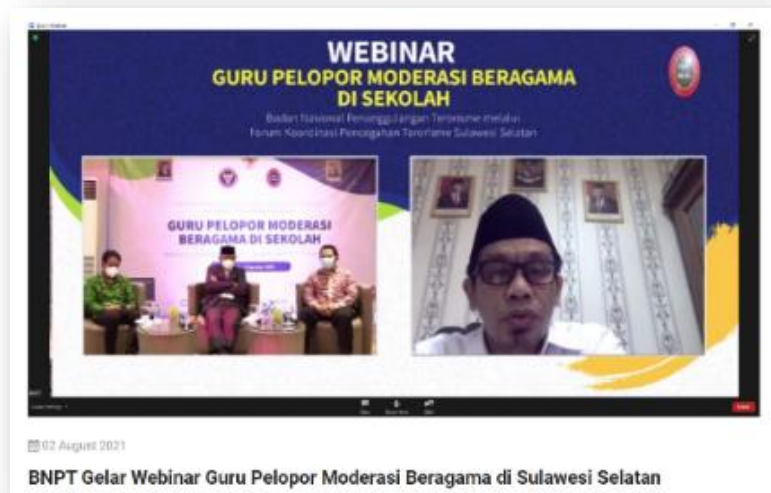 WEBINAR
GURU PELOPOR MODERASI BERAGAMA
DI SEKOLAH
Badan Nasional Penanggulangan Terorisme melalui
Forum Koordinasi Pencegahan Terorisme Sulawesi Selatan
GURU PELOPOR MODERASI
BERAGAMA DI SEKOLAH
02 August 2021
BNPT Gelar Webinar Guru Pelopor Moderasi Beragama di Sulawesi Selatan